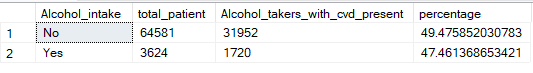 Alcohol_intake total_patient Alcohol_takers_with_cvd_present percentage
1 No 64581 31952 49.475852030783
2 Yes 3624 1720 47.461368653421